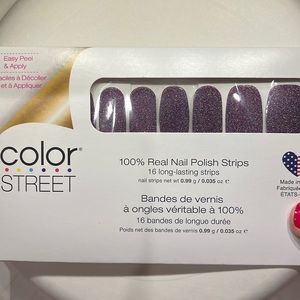 Easy Peel
& Apply
Faciles à Décoller
et à Appliquer
color
STREET
100% Real Nail Polish Strips
16 long-lasting strips
nail strips net wt 0.99 g / 0.035 oz ℮
Bandes de vernis
à ongles véritable à 100%
16 bandes de longue durée
Poids net des bandes de vernis 0.99 g / 0.035 oz ℮
Made in
Fabriqué
ÉTATS-